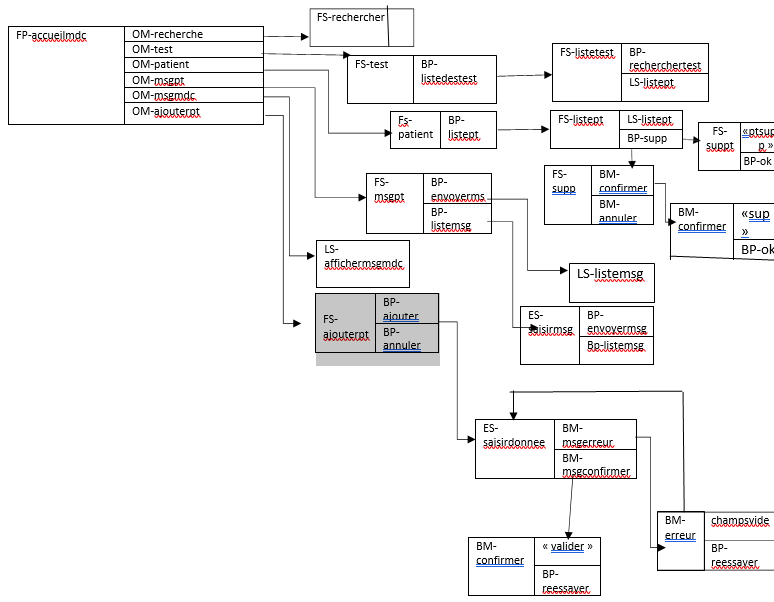 FP-accueilmdc
OM-recherche
OM-test
OM-patient
OM-msgpt
OM-msgmdc
OM-ajouterpt
FS-rechercher
FS-test
BP-
listedestest
FS-listetest
BP-
recherchertest
LS-listept
Fs-
patient
BP-
listept
FS-listept
LS-listept
BP-supp
FS-
suppt
«ptsup
p »
BP-ok
FS-
supp
BM-
confirmer
BM-
annuler
BM-
confirmer
«sup
»
BP-ok
FS-
msgpt
BP-
envoyerms
BP-
listemsg
LS-
affichermsgmdc
LS-listemsg
ES-
saisirmsg
BP-
envoyermsg
Bp-listemsg
FS-
ajouterpt
BP-
ajouter
BP-
annuler
ES-
saisirdonnee
BM-
msgerreur
BM-
msgconfirmer
BM-
erreur
champsvide
BP-
reessayer
BM-
confirmer
« valider »
BP-
reessayer